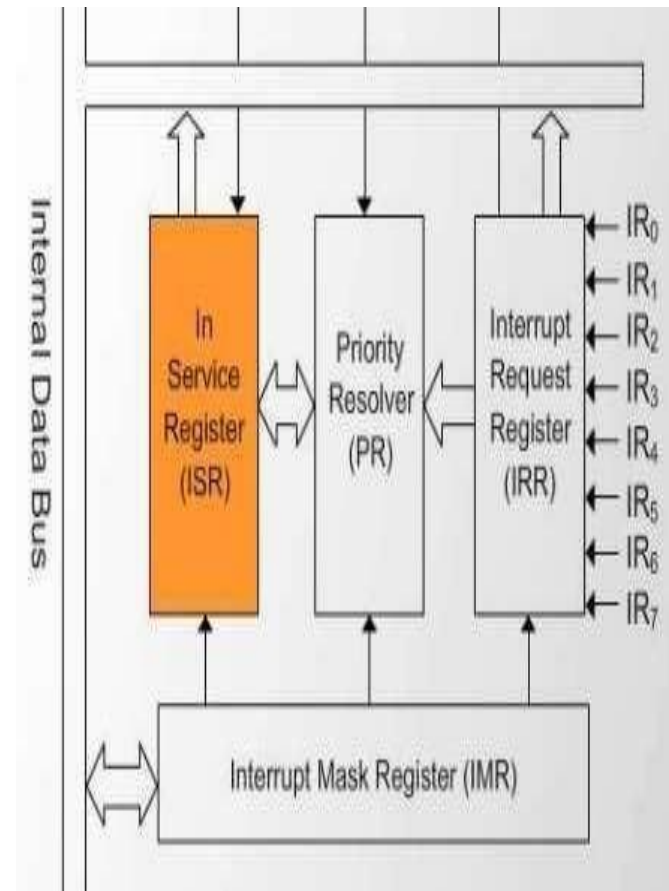 Internal Data Bus
In
Service
Register
(ISR)
Priority
Resolver
(PR)
Interrupt
Request
Register
(IRR)
IR0
IR1
IR2
IR3
IR4
IR5
IR6
IR7
Interrupt Mask Register (IMR)